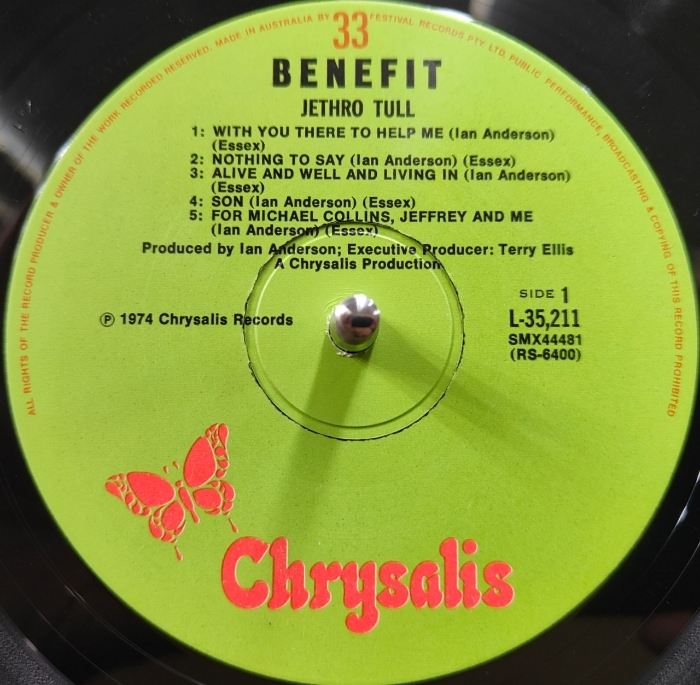 ALL RIGHTS OF THE RECORD PRODUCER & OWNER OF THE WORK RECORDED RESERVED. MADE IN AUSTRALIA BY FESTIVAL RECORDS PTY. LTD. PUBLIC PERFORMANCE, BROADCASTING & COPYING OF THIS RECORD PROHIBITED
33
BENEFIT
JETHRO TULL
1: WITH YOU THERE TO HELP ME (Ian Anderson)
(Essex)
2: NOTHING TO SAY (Ian Anderson) (Essex)
3: ALIVE AND WELL AND LIVING IN (Ian Anderson)
(Essex)
4: SON (Ian Anderson) (Essex)
5: FOR MICHAEL COLLINS, JEFFREY AND ME
(Ian Anderson) (Essex)
Produced by Ian Anderson; Executive Producer: Terry Ellis
A Chrysalis Production
SIDE 1
℗ 1974 Chrysalis Records
L-35,211
SMX44481
(RS-6400)
Chrysalis